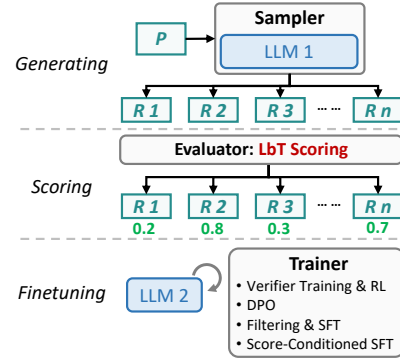 Sampler
P
LLM 1
Generating
R 1 R 2 R 3 ... ... R n
Evaluator: LbT Scoring
Scoring
R 1 R 2 R 3 ... ... R n
0.2 0.8 0.3 0.7
Trainer
Finetuning
LLM 2
• Verifier Training & RL
• DPO
• Filtering & SFT
• Score-Conditioned SFT